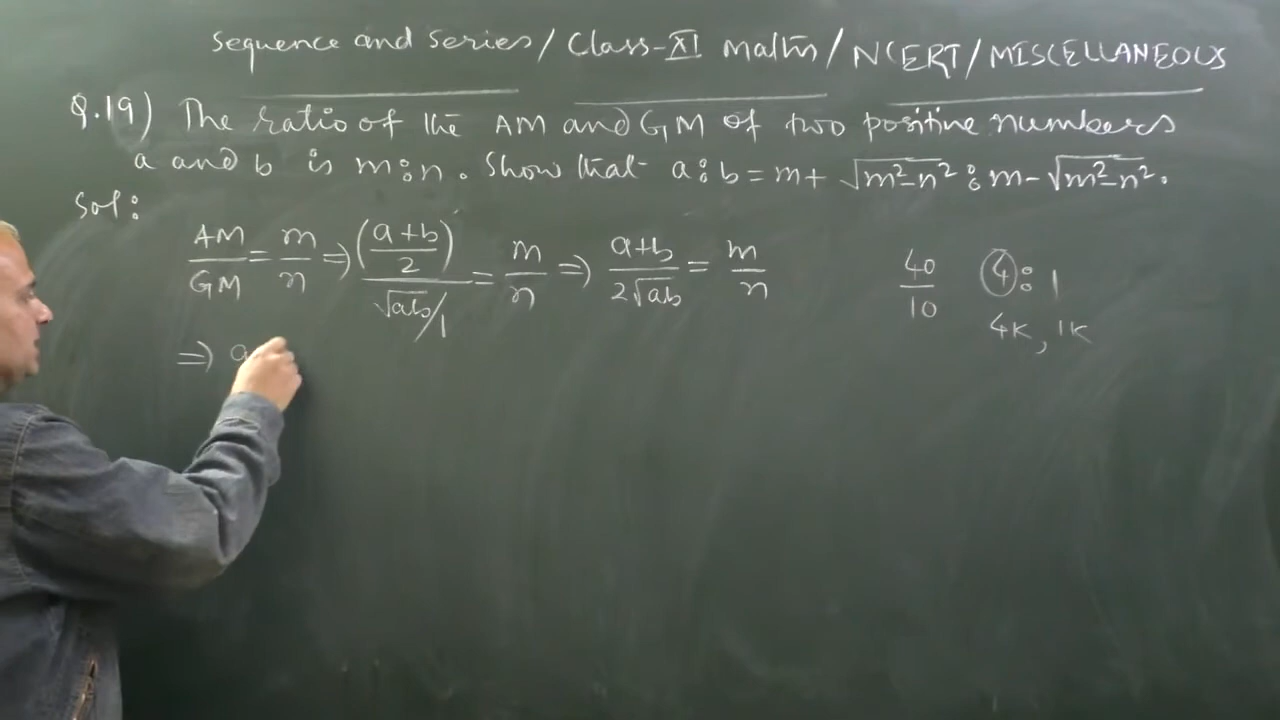 Sequence and Series / Class-XI Maths / NCERT / MISCELLANEOUS
Q.19) The ratio of the AM and GM of two positive numbers
a and b is m:n. Show that a:b = m+√(m²-n²) : m-√(m²-n²).
Sol:
AM/GM = m/n ⇒ ((a+b)/2)/(√ab/1) = m/n ⇒ (a+b)/(2√ab) = m/n
40/10 4:1
4K, 1K
⇒ a